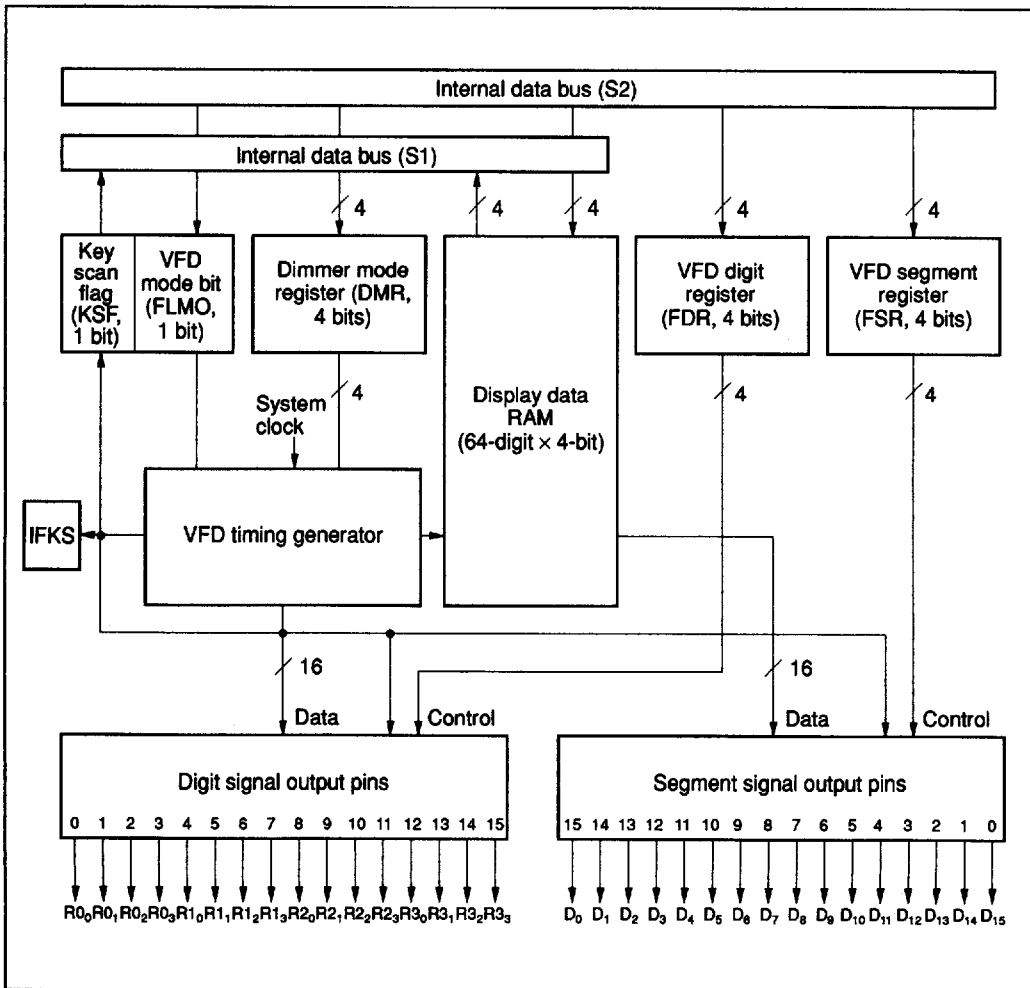 Internal data bus (S2)
Internal data bus (S1)
4
4
4
4
Key
scan
flag
(KSF,
1 bit)
VFD
mode bit
(FLMO,
1 bit)
Dimmer mode
register (DMR,
4 bits)
VFD digit
register
(FDR, 4 bits)
VFD segment
register
(FSR, 4 bits)
4
4
4
System
clock
Display data
RAM
(64-digit × 4-bit)
IFKS
VFD timing generator
16
16
Data
Control
Data
Control
Digit signal output pins
Segment signal output pins
0 1 2 3 4 5 6 7 8 9 10 11 12 13 14 15
15 14 13 12 11 10 9 8 7 6 5 4 3 2 1 0
R0₀ R0₁ R0₂ R0₃ R1₀ R1₁ R1₂ R1₃ R2₀ R2₁ R2₂ R2₃ R3₀ R3₁ R3₂ R3₃
D₀ D₁ D₂ D₃ D₄ D₅ D₆ D₇ D₈ D₉ D₁₀ D₁₁ D₁₂ D₁₃ D₁₄ D₁₅